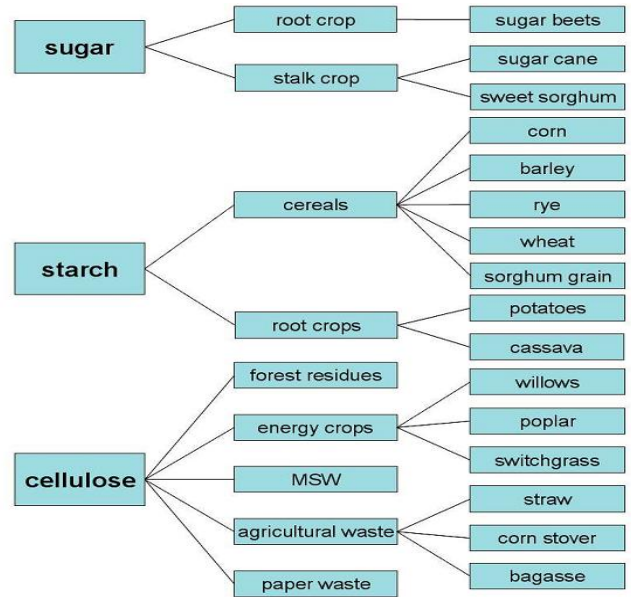 sugar
root crop
sugar beets
stalk crop
sugar cane
sweet sorghum
starch
cereals
corn
barley
rye
wheat
sorghum grain
root crops
potatoes
cassava
cellulose
forest residues
energy crops
willows
poplar
switchgrass
MSW
agricultural waste
straw
corn stover
bagasse
paper waste